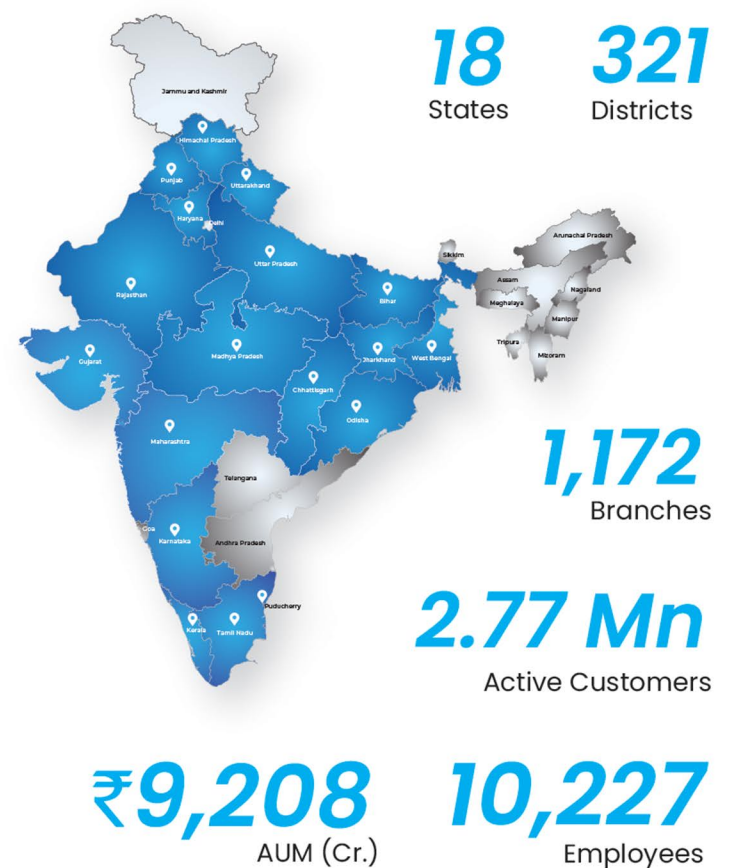 18
States
321
Districts
Jammu and Kashmir
Himachal Pradesh
Punjab
Uttarakhand
Haryana
Delhi
Arunachal Pradesh
Sikkim
Uttar Pradesh
Assam
Nagaland
Rajasthan
Bihar
Meghalaya
Manipur
Tripura
Mizoram
Gujarat
Madhya Pradesh
Jharkhand
West Bengal
Chhattisgarh
Odisha
Maharashtra
Telangana
1,172
Branches
Goa
Karnataka
Andhra Pradesh
Puducherry
Kerala
Tamil Nadu
2.77 Mn
Active Customers
₹9,208
AUM (Cr.)
10,227
Employees